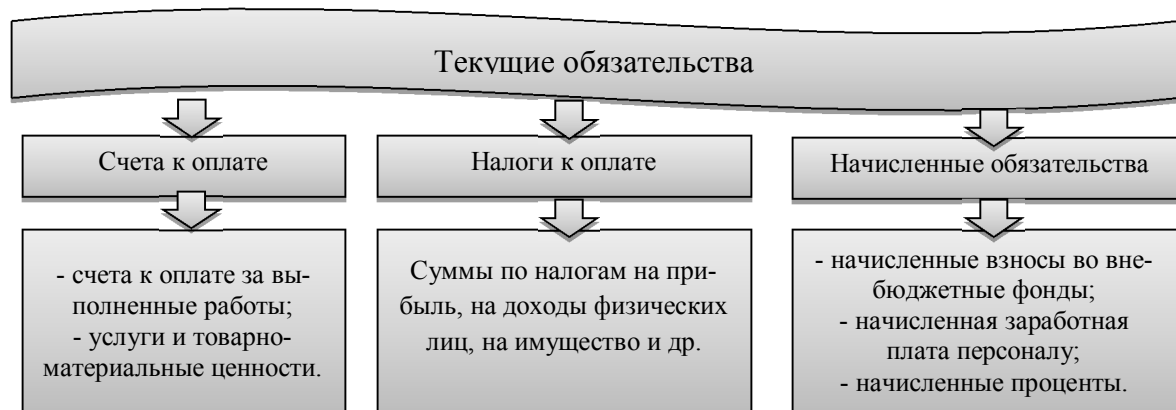 Текущие обязательства
Счета к оплате
Налоги к оплате
Начисленные обязательства
- счета к оплате за вы-
полненные работы;
- услуги и товарно-
материальные ценности.
Суммы по налогам на при-
быль, на доходы физических
лиц, на имущество и др.
- начисленные взносы во вне-
бюджетные фонды;
- начисленная заработная
плата персоналу;
- начисленные проценты.